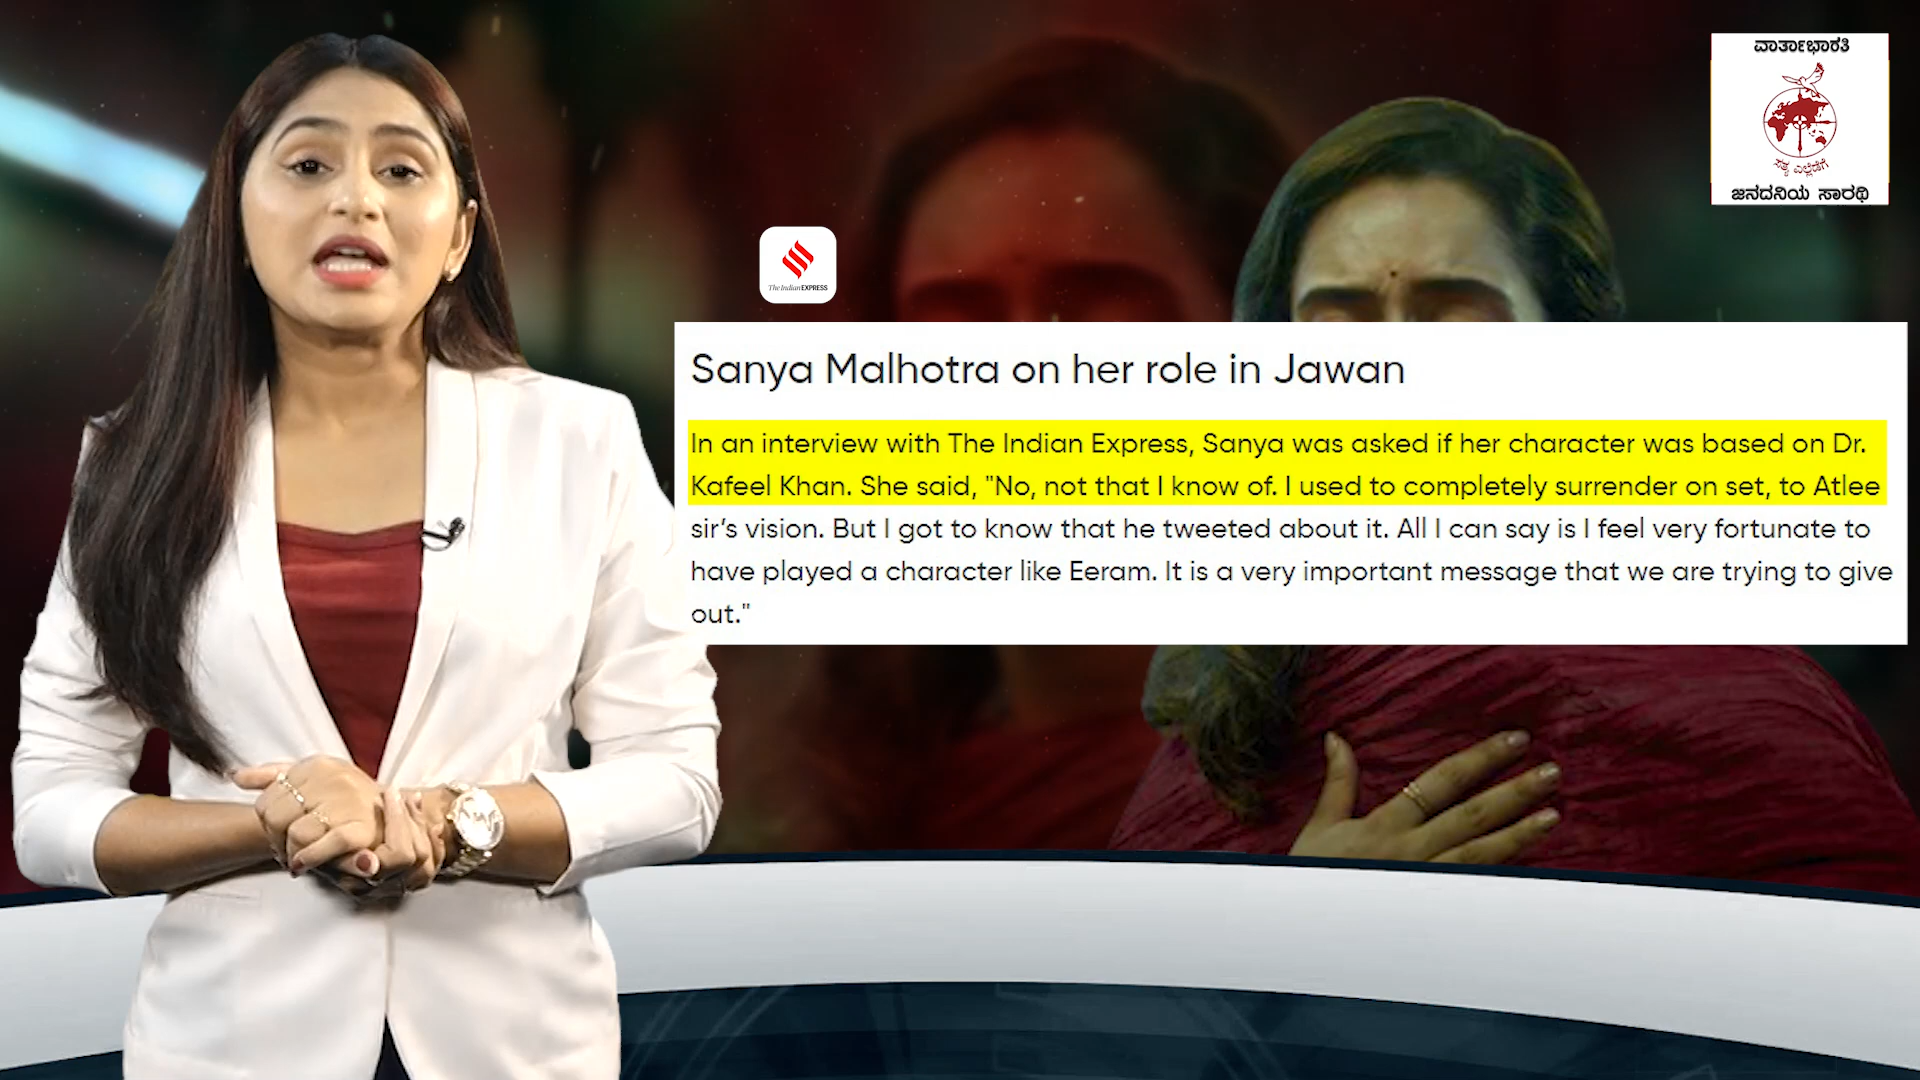 ವಾರ್ತಾಭಾರತಿ
ಸತ್ಯ ಎಲ್ಲೆಡೆಗೆ
ಜನದನಿಯ ಸಾರಥಿ
The Indian EXPRESS
Sanya Malhotra on her role in Jawan
In an interview with The Indian Express, Sanya was asked if her character was based on Dr.
Kafeel Khan. She said, "No, not that I know of. I used to completely surrender on set, to Atlee
sir’s vision. But I got to know that he tweeted about it. All I can say is I feel very fortunate to
have played a character like Eeram. It is a very important message that we are trying to give
out."